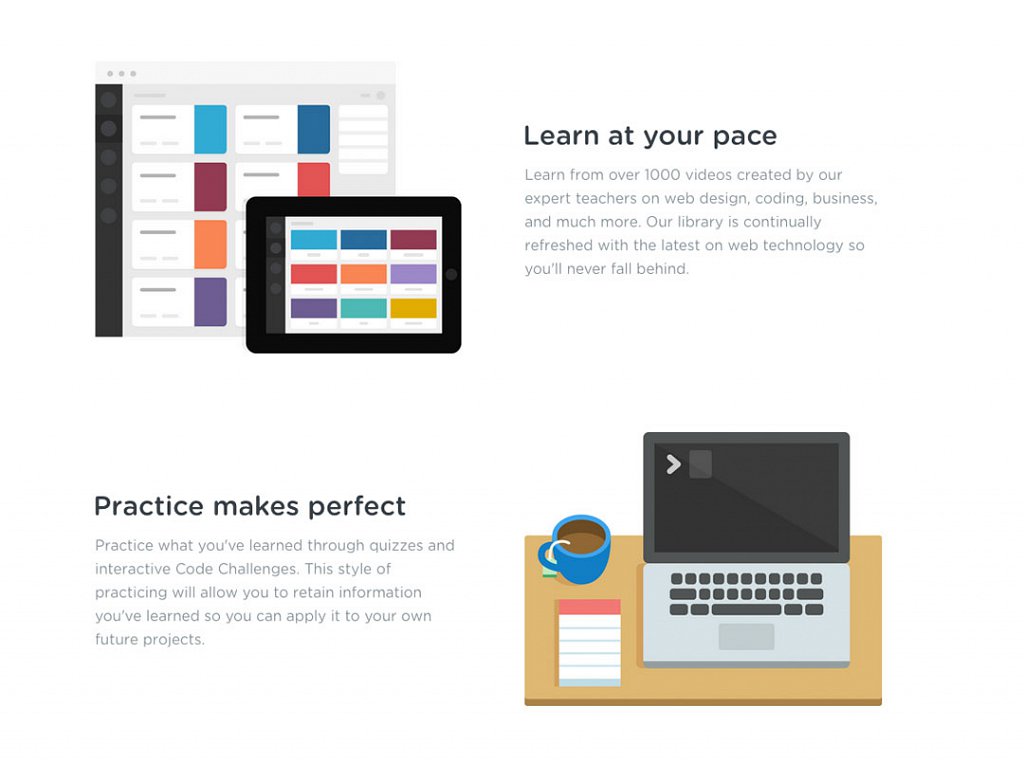 Learn at your pace
Learn from over 1000 videos created by our
expert teachers on web design, coding, business,
and much more. Our library is continually
refreshed with the latest on web technology so
you'll never fall behind.
Practice makes perfect
Practice what you've learned through quizzes and
interactive Code Challenges. This style of
practicing will allow you to retain information
you've learned so you can apply it to your own
future projects.